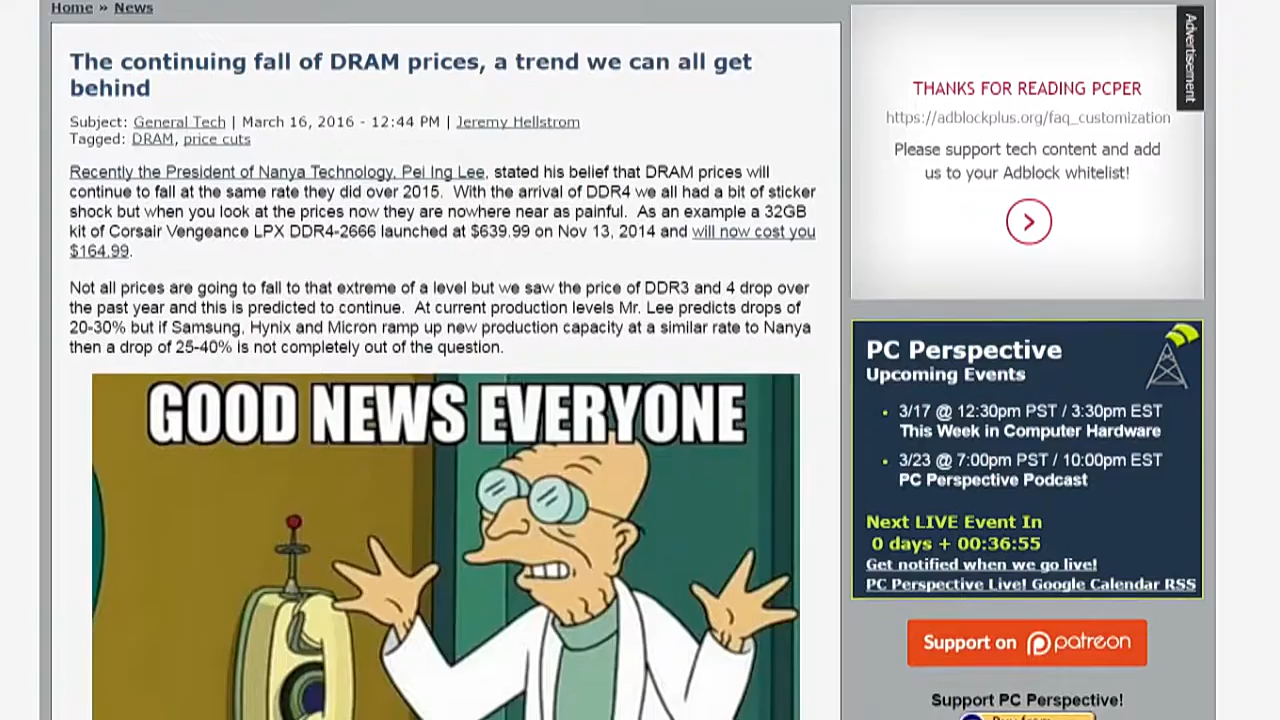 Home » News
The continuing fall of DRAM prices, a trend we can all get
behind
Subject: General Tech | March 16, 2016 - 12:44 PM | Jeremy Hellstrom
Tagged: DRAM, price cuts
Recently the President of Nanya Technology, Pei Ing Lee, stated his belief that DRAM prices will
continue to fall at the same rate they did over 2015.  With the arrival of DDR4 we all had a bit of sticker
shock but when you look at the prices now they are nowhere near as painful.  As an example a 32GB
kit of Corsair Vengeance LPX DDR4-2666 launched at $639.99 on Nov 13, 2014 and will now cost you
$164.99.
Not all prices are going to fall to that extreme of a level but we saw the price of DDR3 and 4 drop over
the past year and this is predicted to continue.  At current production levels Mr. Lee predicts drops of
20-30% but if Samsung, Hynix and Micron ramp up new production capacity at a similar rate to Nanya
then a drop of 25-40% is not completely out of the question.
GOOD NEWS EVERYONE
Advertisement
THANKS FOR READING PCPER
https://adblockplus.org/faq_customization
Please support tech content and add
us to your Adblock whitelist!
PC Perspective
Upcoming Events
• 3/17 @ 12:30pm PST / 3:30pm EST
This Week in Computer Hardware
• 3/23 @ 7:00pm PST / 10:00pm EST
PC Perspective Podcast
Next LIVE Event In
0 days + 00:36:55
Get notified when we go live!
PC Perspective Live! Google Calendar RSS
Support on patreon
Support PC Perspective!